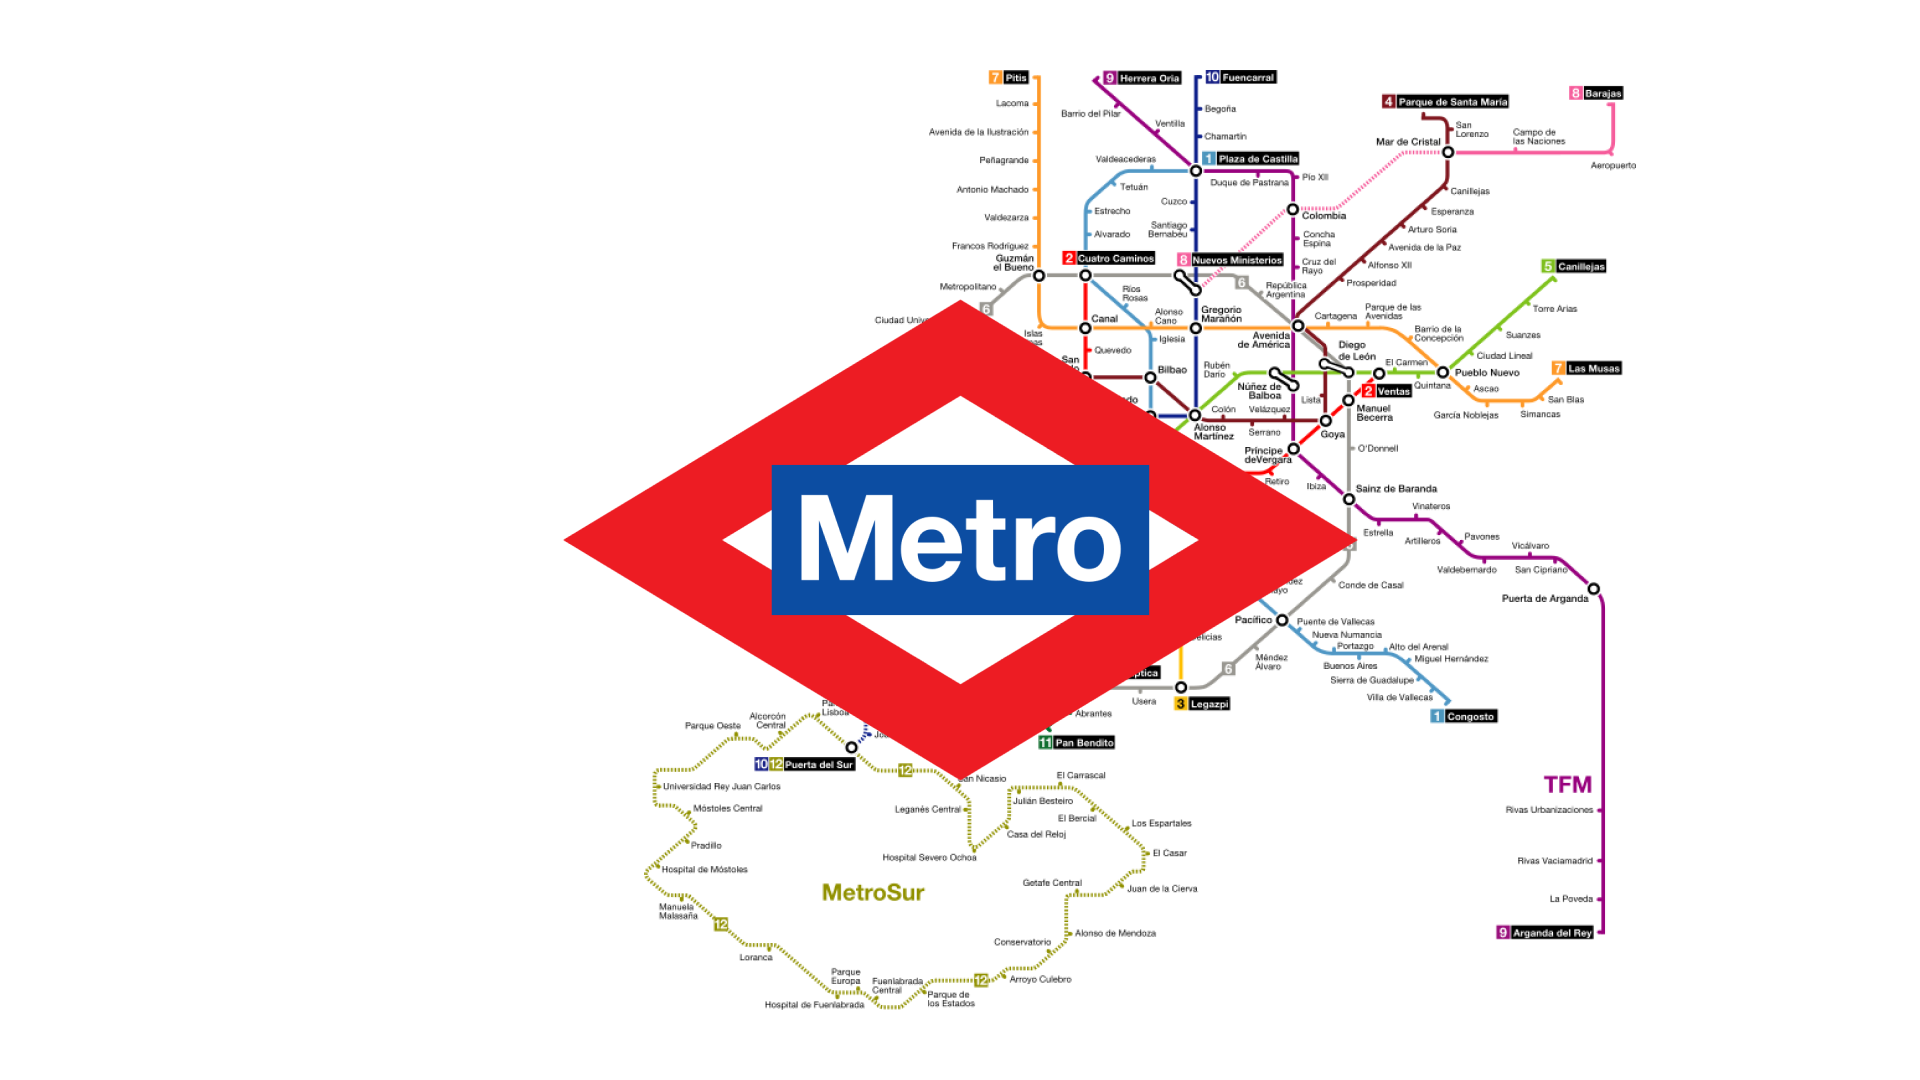 7 Pitis
9 Herrera Oria
10 Fuencarral
8 Barajas
4 Parque de Santa María
Lacoma
Barrio del Pilar
Begoña
Ventilla
San
Lorenzo
Campo de
las Naciones
Avenida de la Ilustración
Chamartín
Mar de Cristal
Peñagrande
Valdeacederas
1 Plaza de Castilla
Aeropuerto
Antonio Machado
Tetuán
Duque de Pastrana
Pío XII
Canillejas
Valdezarza
Estrecho
Cuzco
Colombia
Esperanza
Francos Rodríguez
Alvarado
Santiago
Bernabéu
Concha
Espina
Arturo Soria
Avenida de la Paz
Guzmán
el Bueno
2 Cuatro Caminos
8 Nuevos Ministerios
Cruz del
Rayo
Alfonso XII
5 Canillejas
Metropolitano
6
Ríos
Rosas
6
República
Argentina
Prosperidad
Torre Arias
Ciudad
Canal
Alonso
Cano
Gregorio
Marañón
Cartagena
Parque de las
Avenidas
Islas
Iglesia
Avenida
de América
Barrio de la
Concepción
Suanzes
San
Quevedo
Bilbao
Rubén
Darío
Diego
de León
El Carmen
Ciudad Lineal
Pueblo Nuevo
7 Las Musas
Núñez de
Balboa
2 Ventas
Quintana
Ascao
San Blas
Colón
Velázquez
Lista
Manuel
Becerra
García Noblejas
Simancas
Alonso
Martínez
Serrano
Goya
Príncipe
deVergara
O'Donnell
Retiro
Ibiza
Sainz de Baranda
Vinateros
Estrella
Artilleros
Pavones
Vicálvaro
Valdebernardo
San Cipriano
Puerta de Arganda
Metro
Conde de Casal
Pacífico
Puente de Vallecas
Nueva Numancia
Portazgo
Alto del Arenal
Buenos Aires
Miguel Hernández
Méndez
Álvaro
6
Sierra de Guadalupe
Villa de Vallecas
Usera
3 Legazpi
1 Congosto
Abrantes
11 Pan Bendito
Parque Oeste
Alcorcón
Central
Lisboa
10 12 Puerta del Sur
12
San Nicasio
El Carrascal
TFM
Universidad Rey Juan Carlos
Leganés Central
Julián Besteiro
Móstoles Central
El Bercial
Los Espartales
Rivas Urbanizaciones
Pradillo
Casa del Reloj
Hospital Severo Ochoa
El Casar
Rivas Vaciamadrid
Hospital de Móstoles
MetroSur
Getafe Central
Juan de la Cierva
La Poveda
Manuela
Malasaña
12
Alonso de Mendoza
9 Arganda del Rey
Loranca
Conservatorio
Parque
Europa
Fuenlabrada
Central
12
Arroyo Culebro
Hospital de Fuenlabrada
Parque de
los Estados